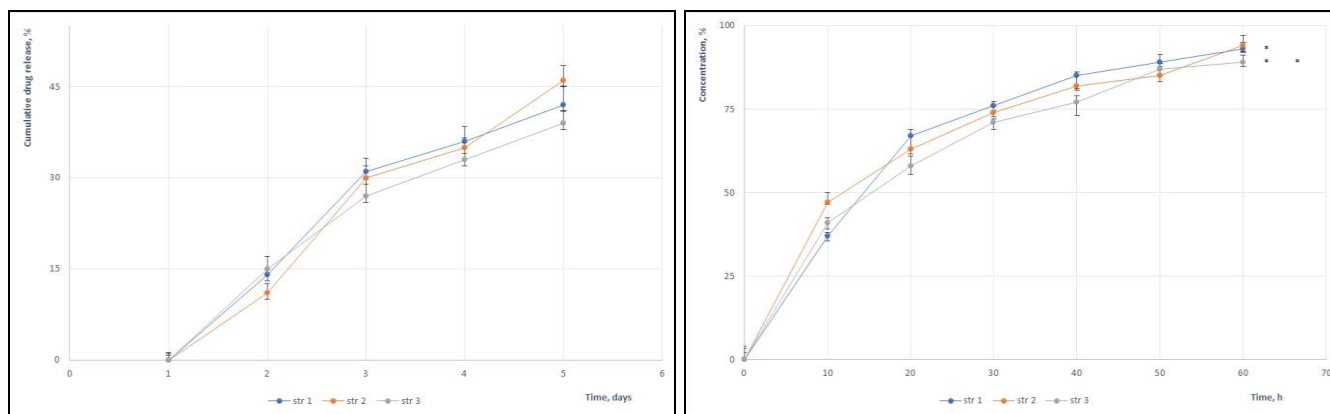 Cumulative drug release, %
45
30
15
0
0 1 2 3 4 5 6
Time, days
str 1 str 2 str 3
Concentration, %
100
75
50
25
0
0 10 20 30 40 50 60 70
Time, h
str 1 str 2 str 3
*
* *